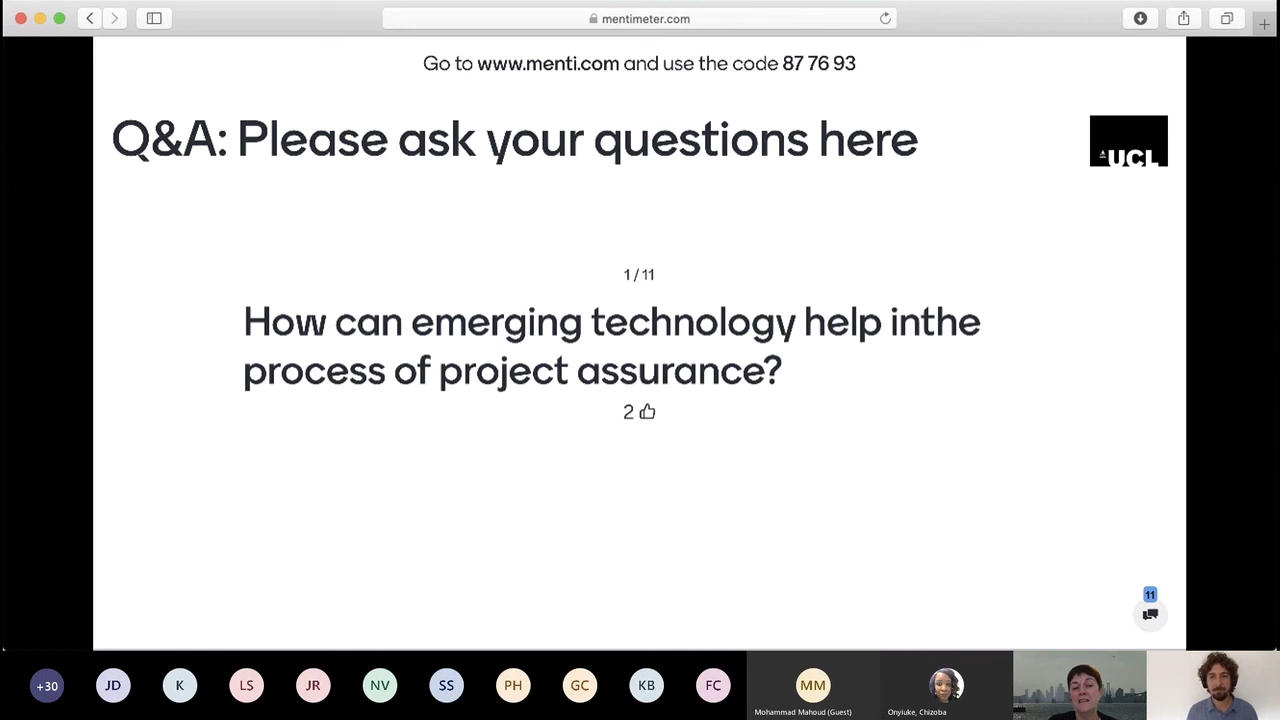 mentimeter.com
Go to www.menti.com and use the code 87 76 93
Q&A: Please ask your questions here
UCL
1 / 11
How can emerging technology help inthe
process of project assurance?
2
11
+30
JD
K
LS
JR
NV
SS
PH
GC
KB
FC
MM
Mohammad Mahoud (Guest)
Onyiuke, Chizoba